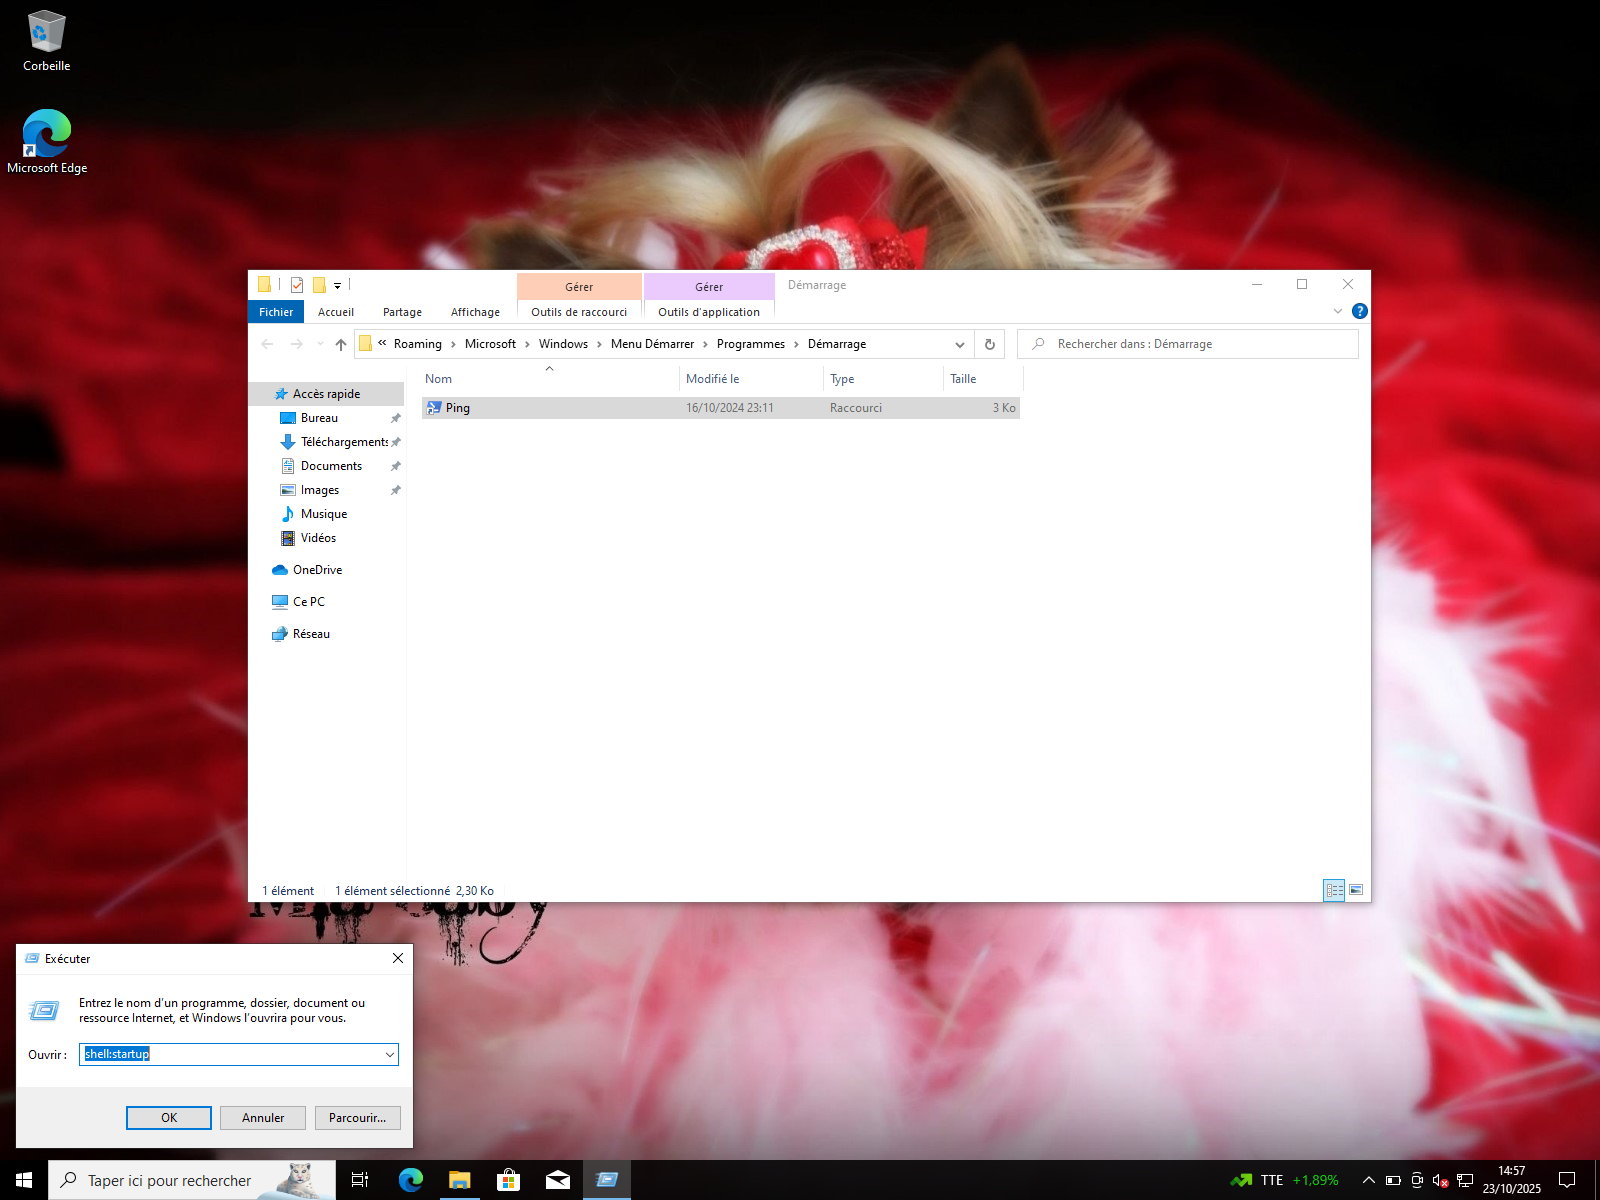 Corbeille
Microsoft Edge
Gérer
Gérer
Démarrage
Fichier
Accueil
Partage
Affichage
Outils de raccourci
Outils d'application
?
« Roaming > Microsoft > Windows > Menu Démarrer > Programmes > Démarrage
Rechercher dans : Démarrage
Nom
Modifié le
Type
Taille
Ping
16/10/2024 23:11
Raccourci
3 Ko
Accès rapide
Bureau
Téléchargements
Documents
Images
Musique
Vidéos
OneDrive
Ce PC
Réseau
1 élément
1 élément sélectionné 2,30 Ko
Exécuter
Entrez le nom d'un programme, dossier, document ou
ressource Internet, et Windows l'ouvrira pour vous.
Ouvrir :
shell:startup
OK
Annuler
Parcourir...
Taper ici pour rechercher
TTE +1,89%
14:57
23/10/2025